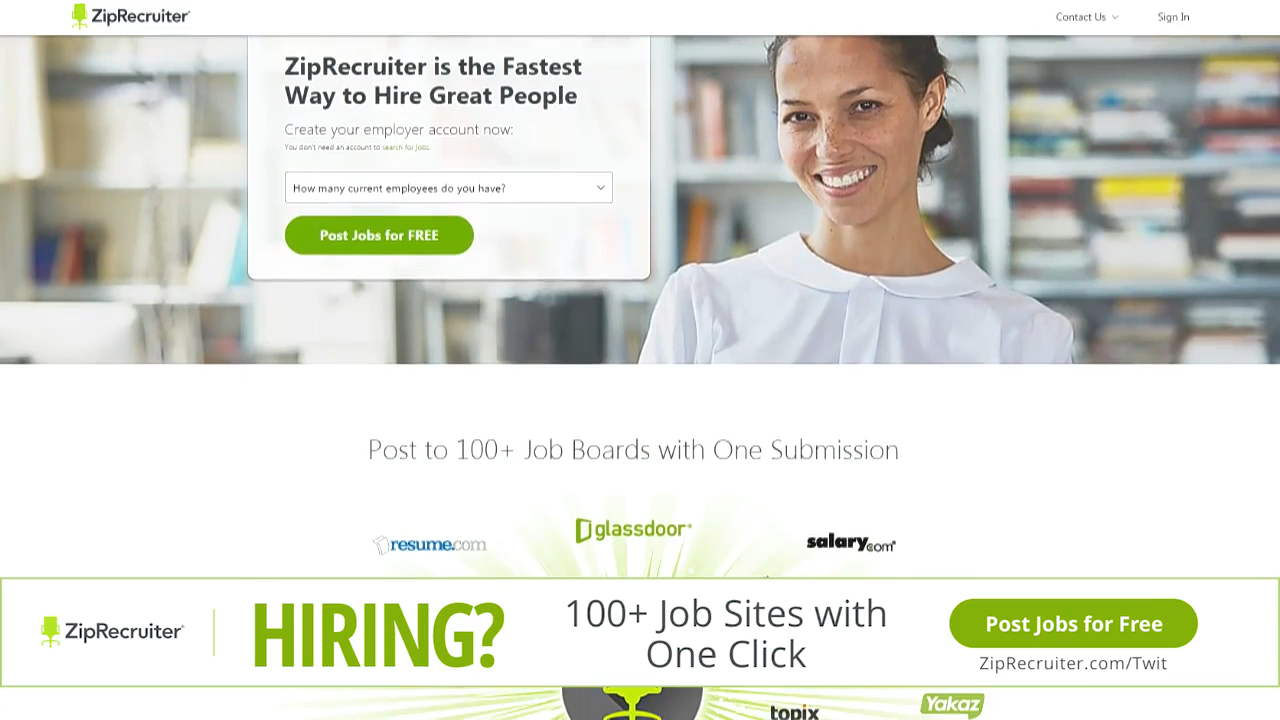 ZipRecruiter®
Contact Us
Sign In
ZipRecruiter is the Fastest
Way to Hire Great People
Create your employer account now:
You don't need an account to search for jobs.
How many current employees do you have?
Post Jobs for FREE
Post to 100+ Job Boards with One Submission
resume.com
glassdoor®
salary.com®
ZipRecruiter®
HIRING?
100+ Job Sites with
One Click
Post Jobs for Free
ZipRecruiter.com/Twit
topix
Yakaz